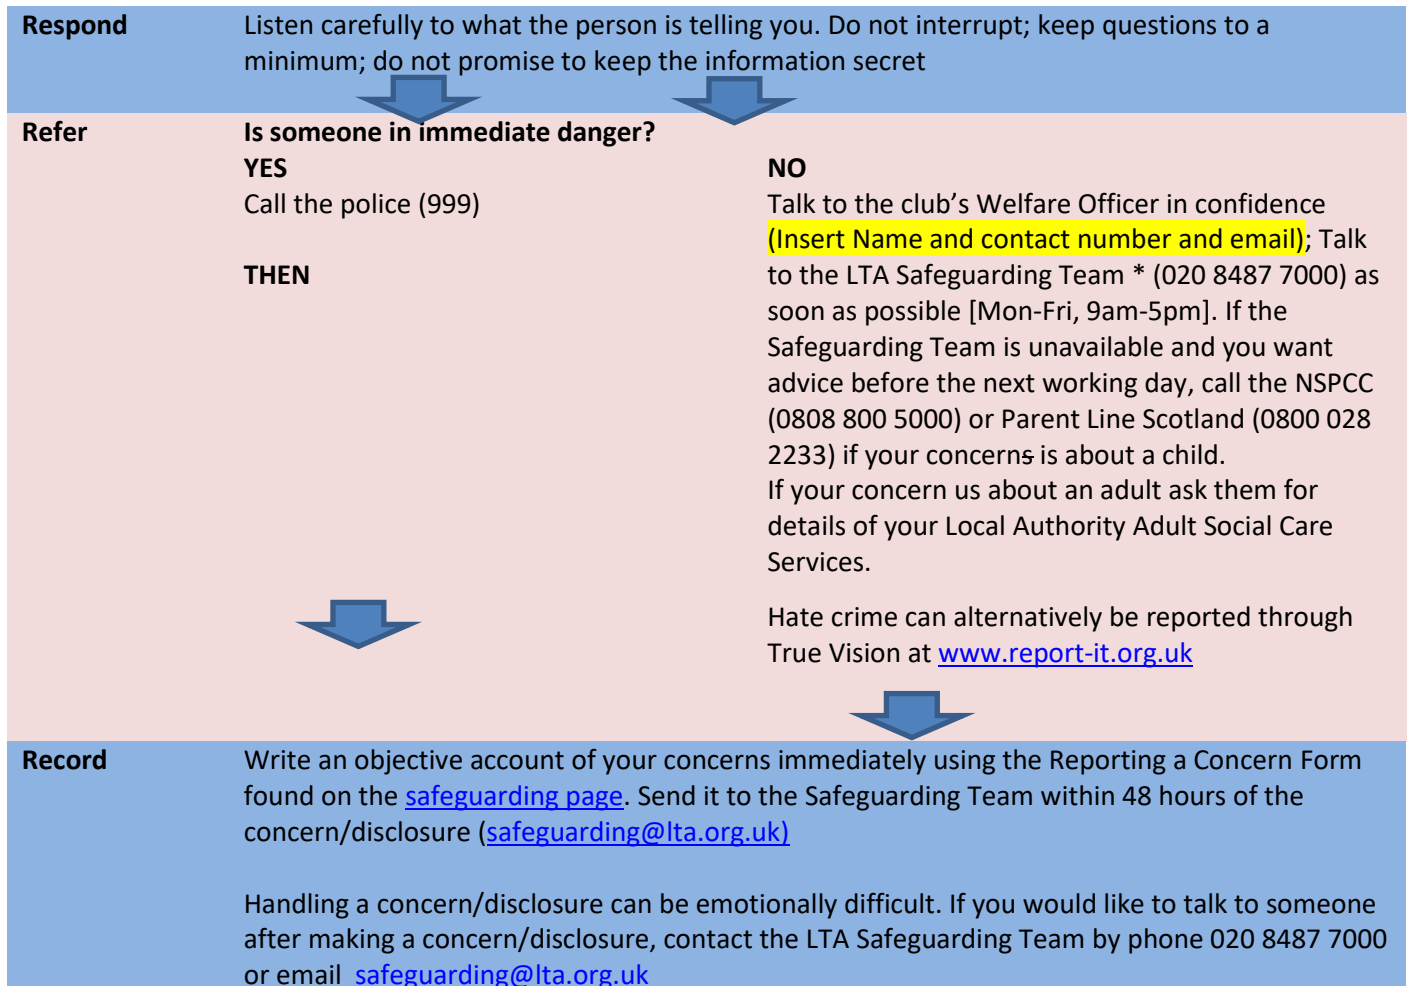 Respond
Listen carefully to what the person is telling you. Do not interrupt; keep questions to a
minimum; do not promise to keep the information secret
Refer
Is someone in immediate danger?
YES
Call the police (999)
THEN
NO
Talk to the club’s Welfare Officer in confidence
(Insert Name and contact number and email); Talk
to the LTA Safeguarding Team * (020 8487 7000) as
soon as possible [Mon-Fri, 9am-5pm]. If the
Safeguarding Team is unavailable and you want
advice before the next working day, call the NSPCC
(0808 800 5000) or Parent Line Scotland (0800 028
2233) if your concerns is about a child.
If your concern us about an adult ask them for
details of your Local Authority Adult Social Care
Services.
Hate crime can alternatively be reported through
True Vision at www.report-it.org.uk
Record
Write an objective account of your concerns immediately using the Reporting a Concern Form
found on the safeguarding page. Send it to the Safeguarding Team within 48 hours of the
concern/disclosure (safeguarding@lta.org.uk)
Handling a concern/disclosure can be emotionally difficult. If you would like to talk to someone
after making a concern/disclosure, contact the LTA Safeguarding Team by phone 020 8487 7000
or email safeguarding@lta.org.uk